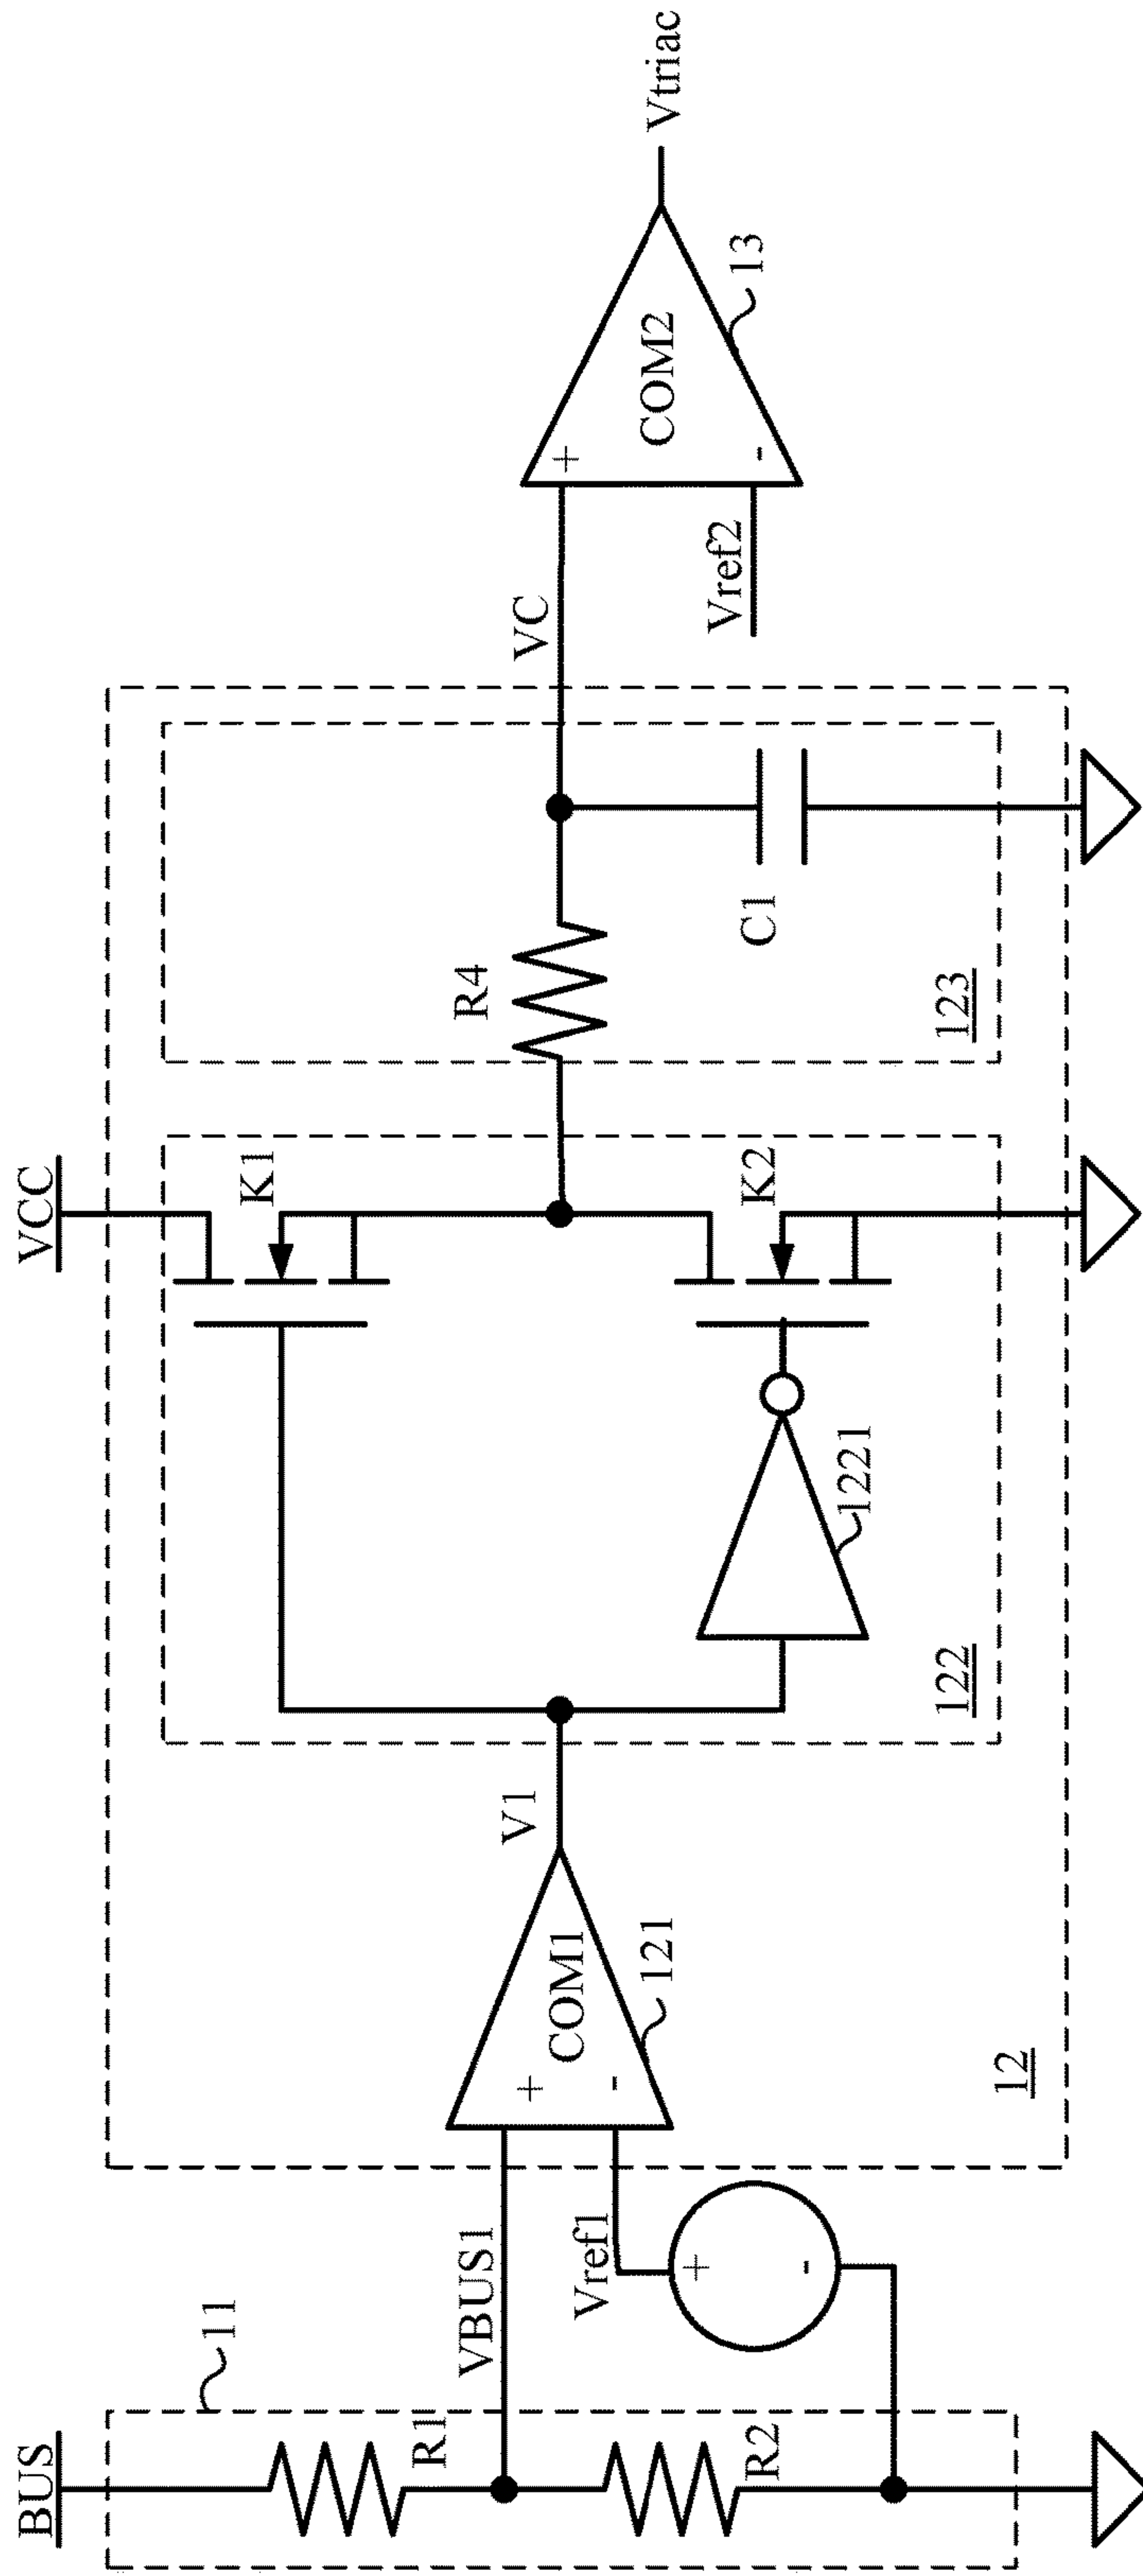 BUS
11
R1
R2
VBUS1
Vref1
+
-
+
-
COM1
121
12
V1
122
1221
VCC
K1
K2
R4
C1
123
VC
Vref2
+
-
COM2
13
Vtriac